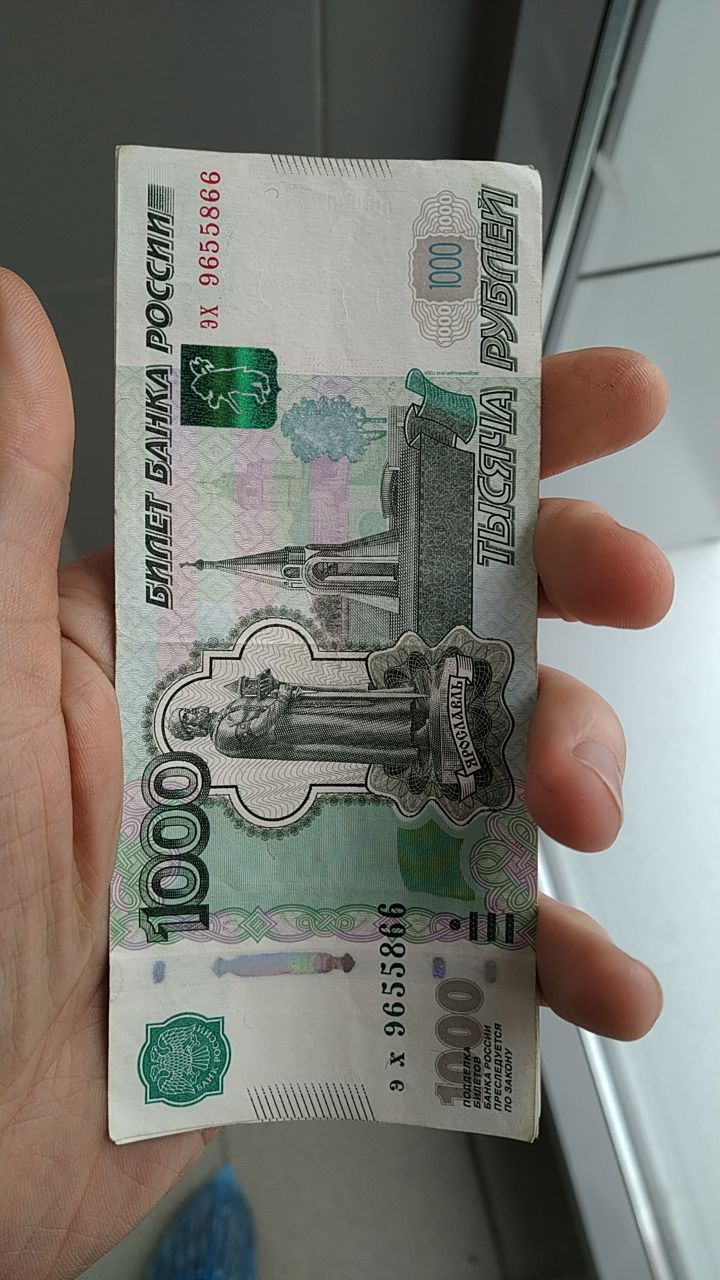 1000
БИЛЕТ БАНКА РОССИИ
БАНК РОССИИ
эх 9655866
э х 9655866
1000
ПОДДЕЛКА
БИЛЕТОВ
БАНКА РОССИИ
ПРЕСЛЕДУЕТСЯ
ПО ЗАКОНУ
ЯРОСЛАВЛЬ
1000 1000 1000
ТЫСЯЧА РУБЛЕЙ